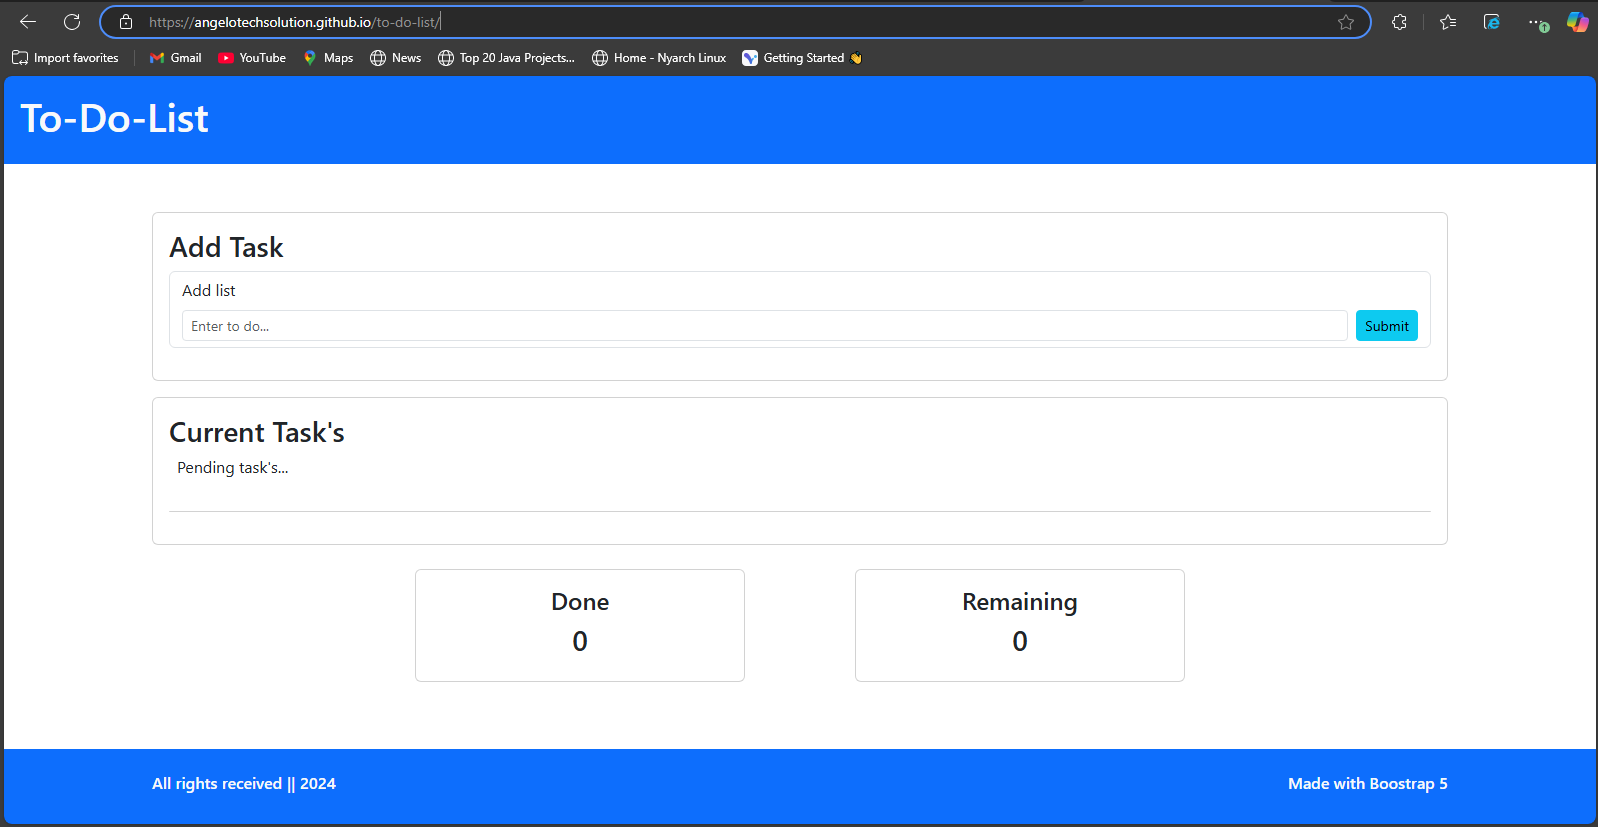 https://angelotechsolution.github.io/to-do-list/
Import favorites Gmail YouTube Maps News Top 20 Java Projects... Home - Nyarch Linux Getting Started 👋
To-Do-List
Add Task
Add list
Enter to do... Submit
Current Task's
Pending task's...
Done
0
Remaining
0
All rights received || 2024 Made with Boostrap 5